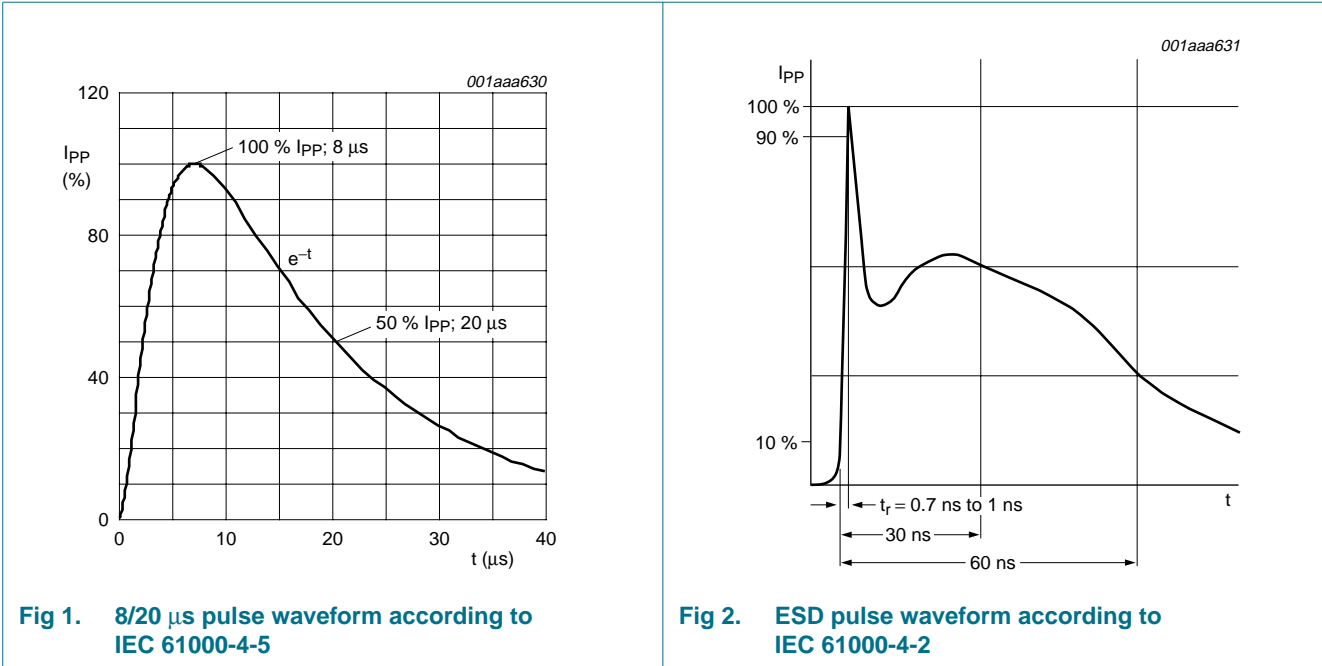 001aaa630
120
80
40
0
IPP
(%)
100 % IPP; 8 μs
e–t
50 % IPP; 20 μs
0
10
20
30
40
t (μs)
Fig 1. 8/20 μs pulse waveform according to
IEC 61000-4-5
001aaa631
IPP
100 %
90 %
10 %
t
tr = 0.7 ns to 1 ns
30 ns
60 ns
Fig 2. ESD pulse waveform according to
IEC 61000-4-2